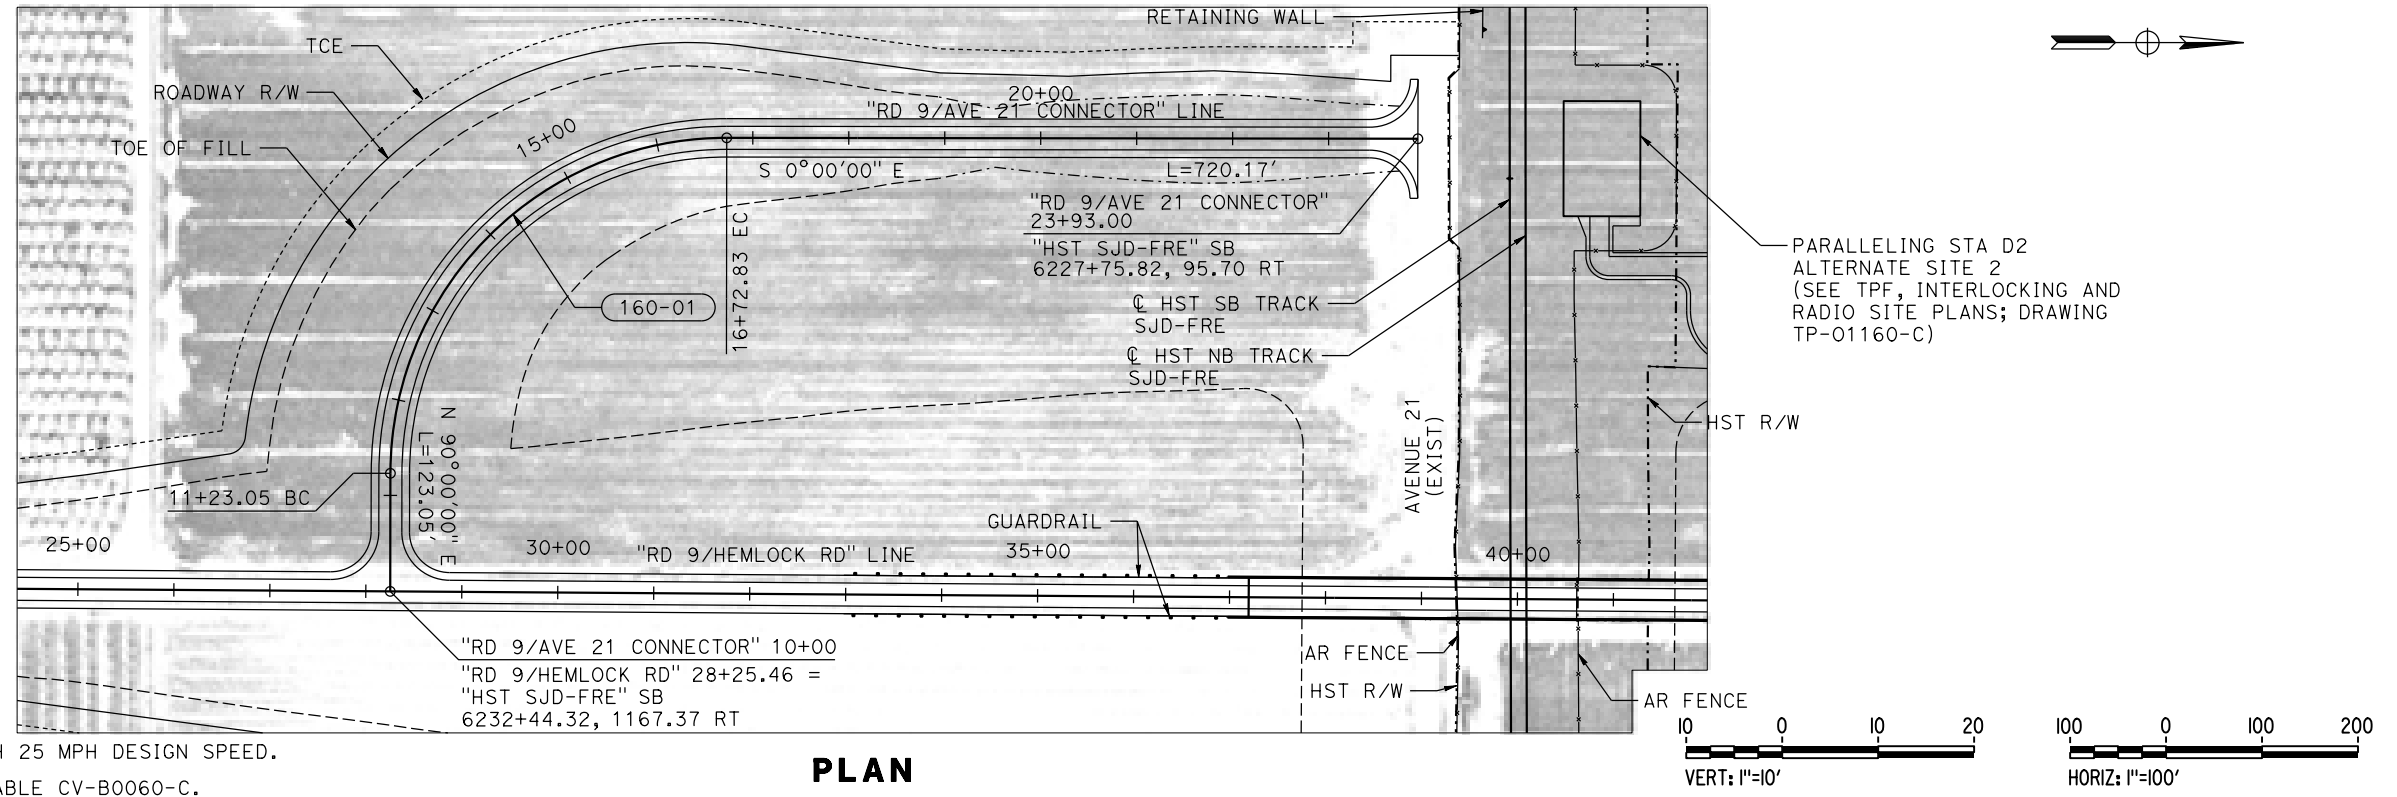 RETAINING WALL
TCE
ROADWAY R/W
TOE OF FILL
15+00
20+00
"RD 9/AVE 21 CONNECTOR" LINE
S 0°00'00" E
L=720.17'
"RD 9/AVE 21 CONNECTOR"
23+93.00
"HST SJD-FRE" SB
6227+75.82, 95.70 RT
16+72.83 EC
160-01
℄ HST SB TRACK
SJD-FRE
℄ HST NB TRACK
SJD-FRE
PARALLELING STA D2
ALTERNATE SITE 2
(SEE TPF, INTERLOCKING AND
RADIO SITE PLANS; DRAWING
TP-01160-C)
HST R/W
AVENUE 21
(EXIST)
N 90°00'00" E
L=123.05'
11+23.05 BC
GUARDRAIL
25+00
30+00
"RD 9/HEMLOCK RD" LINE
35+00
40+00
"RD 9/AVE 21 CONNECTOR" 10+00
"RD 9/HEMLOCK RD" 28+25.46 =
"HST SJD-FRE" SB
6232+44.32, 1167.37 RT
AR FENCE
HST R/W
AR FENCE
H 25 MPH DESIGN SPEED.
ABLE CV-B0060-C.
PLAN
10 0 10 20
VERT: 1"=10'
100 0 100 200
HORIZ: 1"=100'